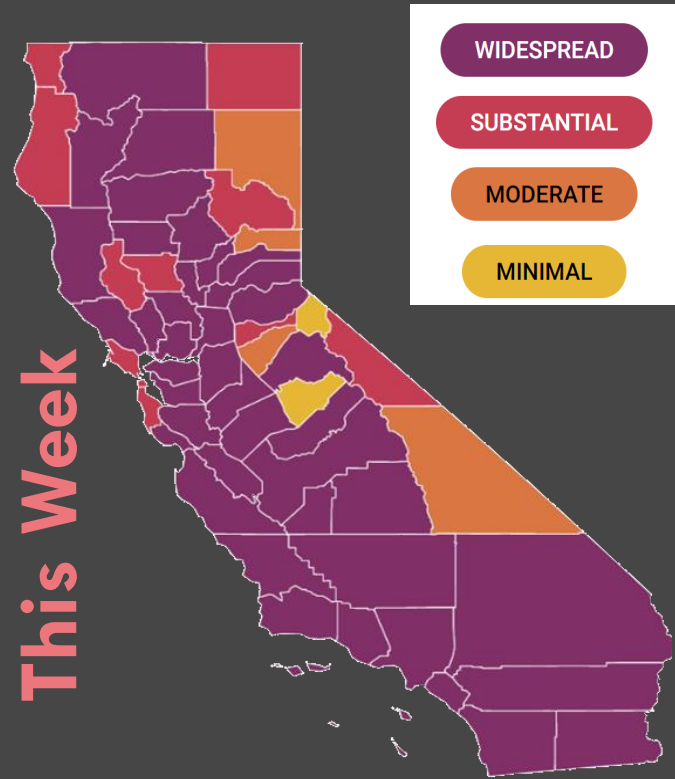 WIDESPREAD
SUBSTANTIAL
MODERATE
MINIMAL
This Week